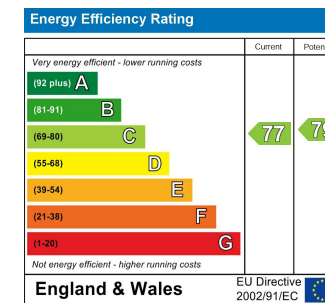 Energy Efficiency Rating
Current
Very energy efficient - lower running costs
(92 plus) A
(81-91) B
(69-80) C
77
(55-68) D
(39-54) E
(21-38) F
(1-20) G
Not energy efficient - higher running costs
England & Wales
EU Directive
2002/91/EC